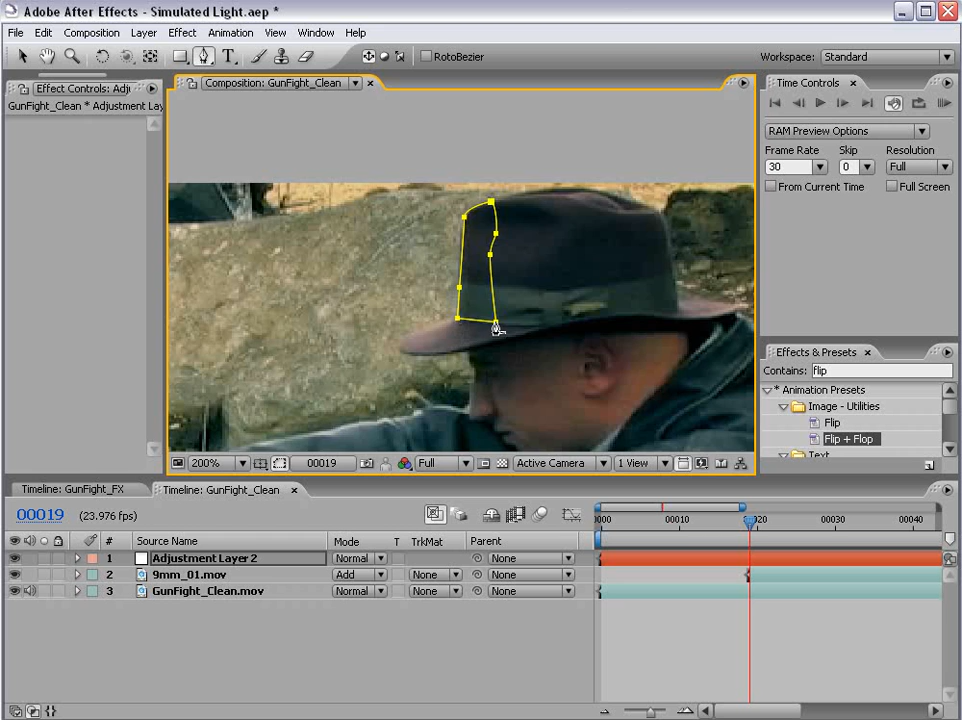 Adobe After Effects - Simulated Light.aep *
File Edit Composition Layer Effect Animation View Window Help
RotoBezier
Workspace: Standard
Effect Controls: Adju
Composition: GunFight_Clean
Time Controls
GunFight_Clean * Adjustment Lay
RAM Preview Options
Frame Rate Skip Resolution
30 0 Full
From Current Time Full Screen
Effects & Presets
Contains: flip
* Animation Presets
Image - Utilities
Flip
Flip + Flop
Text
200% 00019 Full Active Camera 1 View
Timeline: GunFight_FX Timeline: GunFight_Clean
00019 (23.976 fps)
0000 00010 00020 00030 00040
# Source Name Mode T TrkMat Parent
1 Adjustment Layer 2 Normal None
2 9mm_01.mov Add None None
3 GunFight_Clean.mov Normal None None